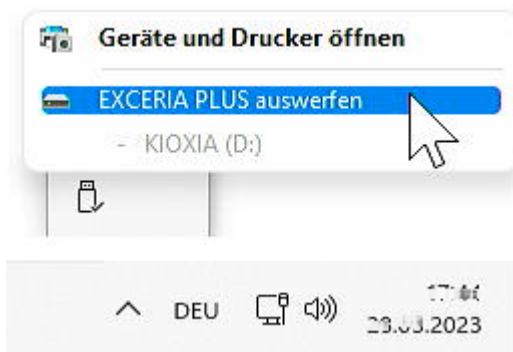 Geräte und Drucker öffnen
EXCERIA PLUS auswerfen
- KIOXIA (D:)
DEU